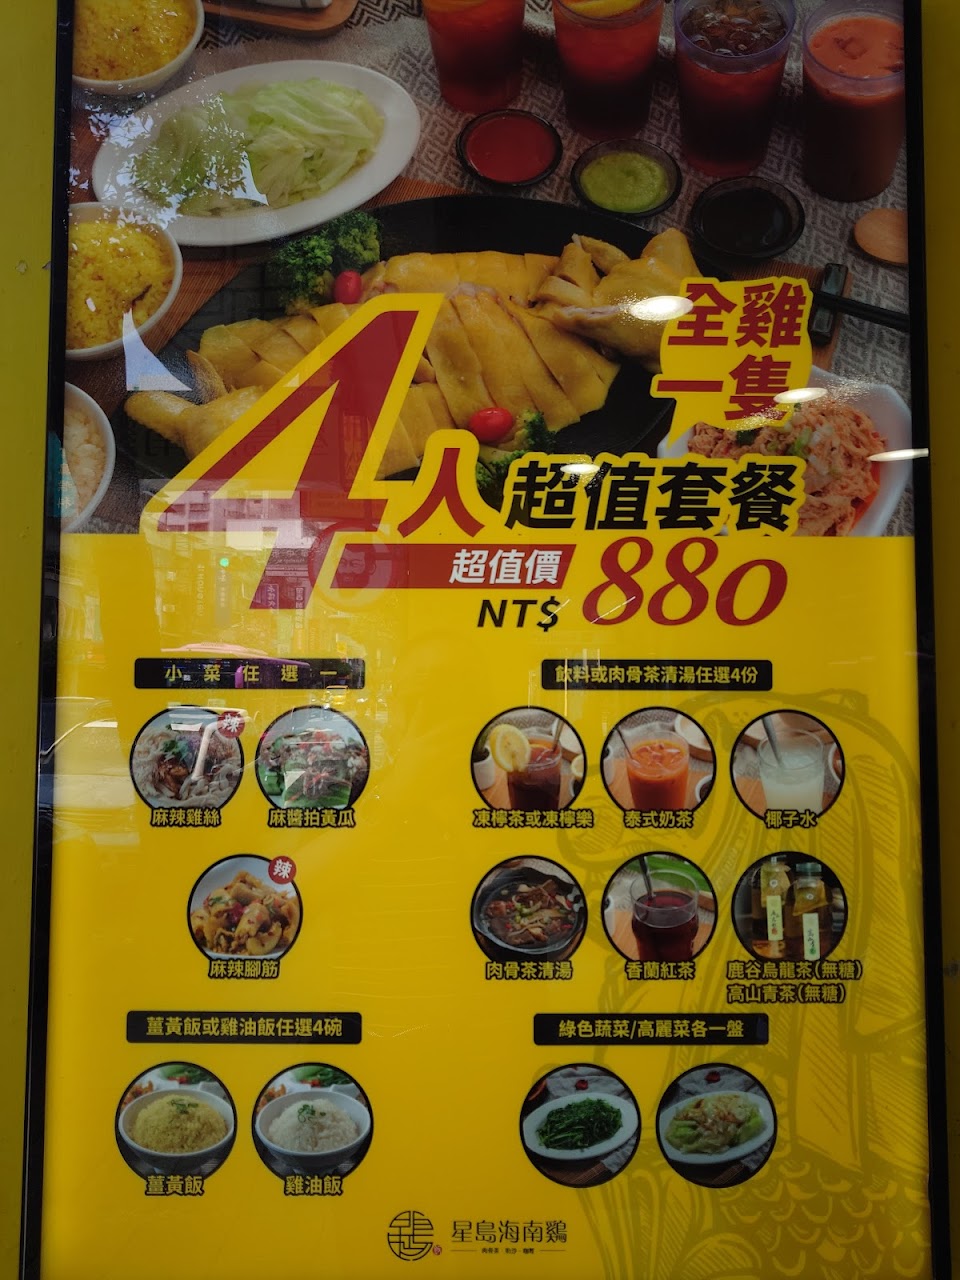 全雞
一隻
4人超值套餐
超值價
NT$ 880
小菜任選一
辣
麻辣雞絲
麻醬拍黃瓜
辣
麻辣腳筋
飲料或肉骨茶清湯任選4份
凍檸茶或凍檸樂
泰式奶茶
椰子水
肉骨茶清湯
香蘭紅茶
鹿谷烏龍茶(無糖)
高山青茶(無糖)
薑黃飯或雞油飯任選4碗
薑黃飯
雞油飯
綠色蔬菜/高麗菜各一盤
星島海南鷄